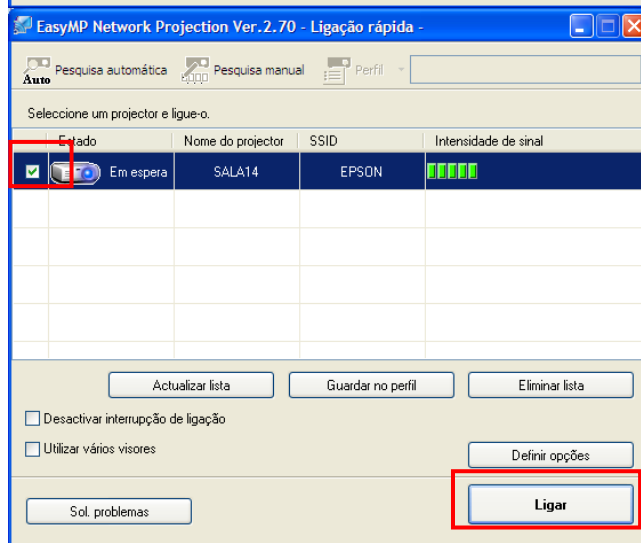 EasyMP Network Projection Ver.2.70 - Ligação rápida -
Auto Pesquisa automática Pesquisa manual Perfil
Seleccione um projector e ligue-o.
Estado Nome do projector SSID Intensidade de sinal
Em espera SALA14 EPSON
Actualizar lista Guardar no perfil Eliminar lista
Desactivar interrupção de ligação
Utilizar vários visores
Definir opções
Sol. problemas Ligar